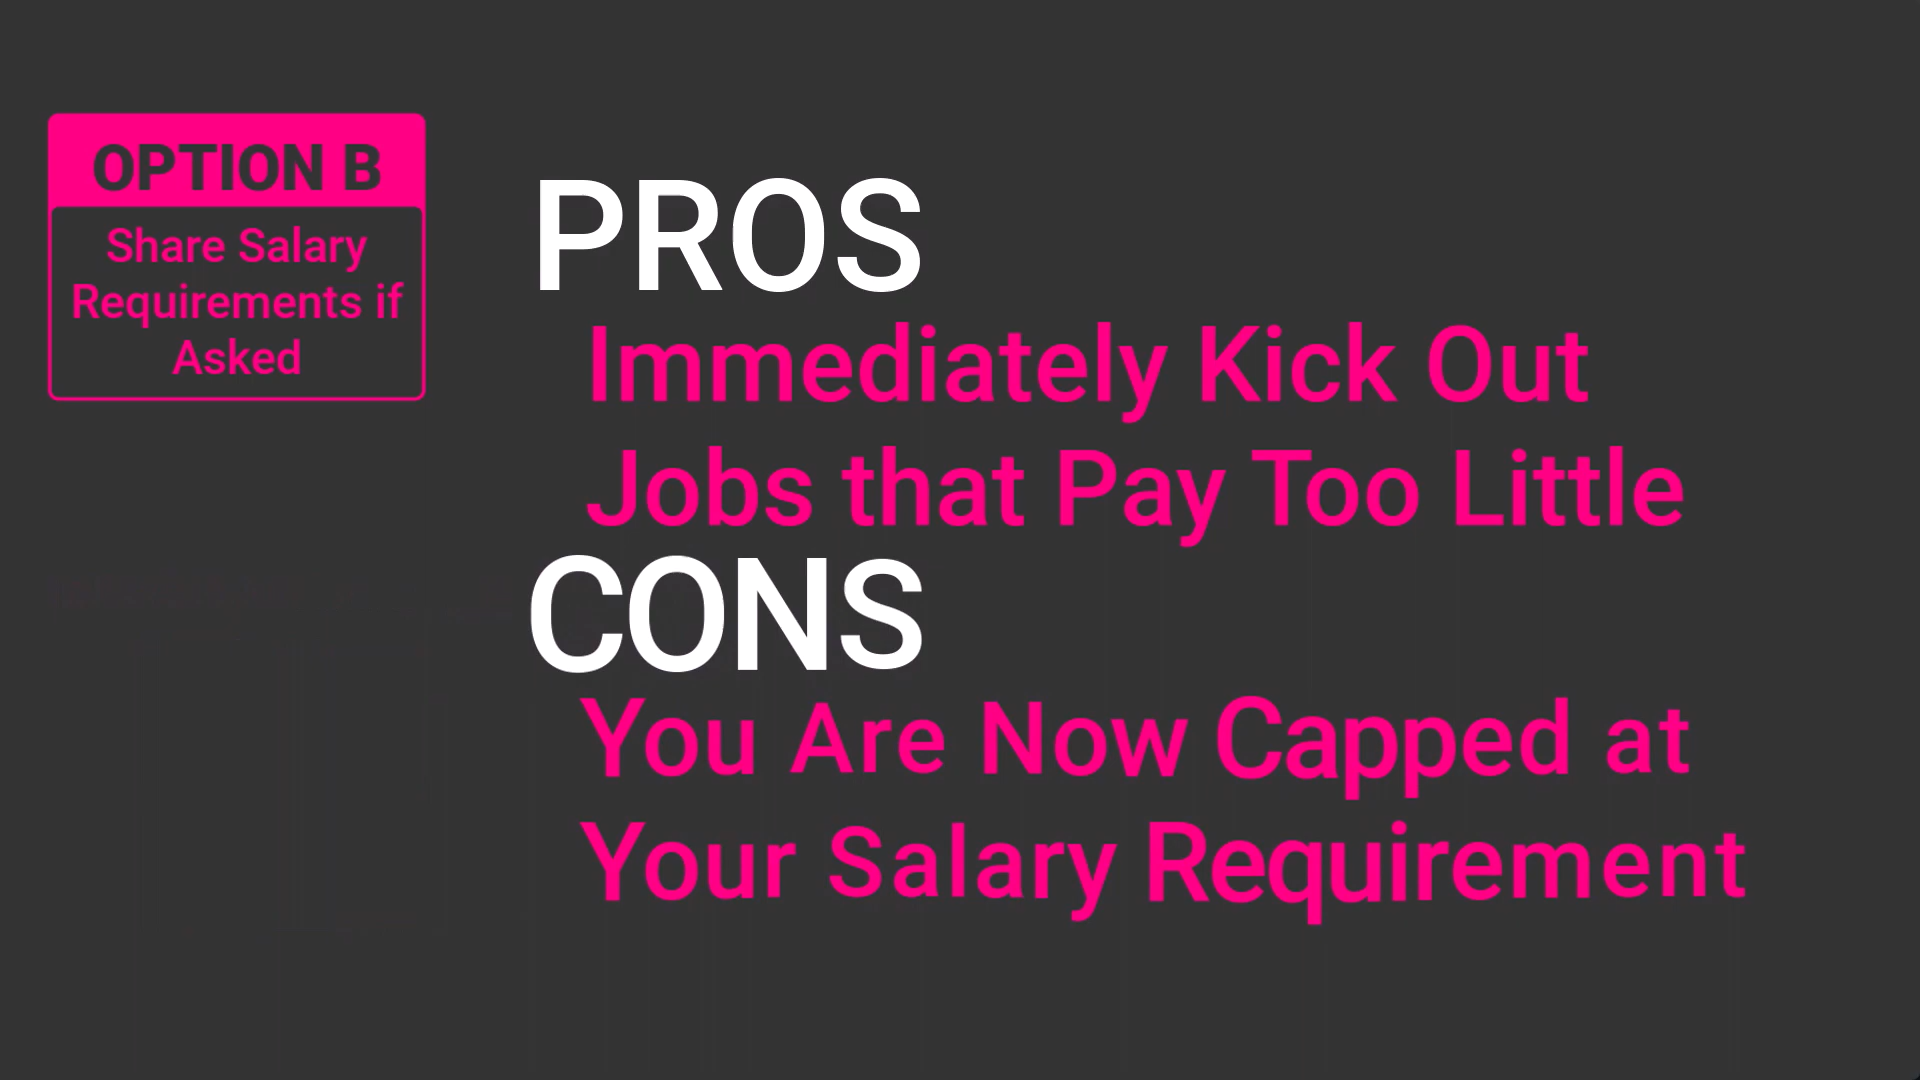 OPTION B
Share Salary
Requirements if
Asked
PROS
Immediately Kick Out
Jobs that Pay Too Little
CONS
You Are Now Capped at
Your Salary Requirement